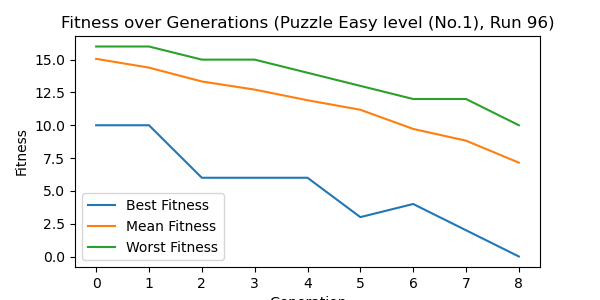 Fitness over Generations (Puzzle Easy level (No.1), Run 96)
Fitness
15.0
12.5
10.0
7.5
5.0
2.5
0.0
Best Fitness
Mean Fitness
Worst Fitness
0 1 2 3 4 5 6 7 8
Generation